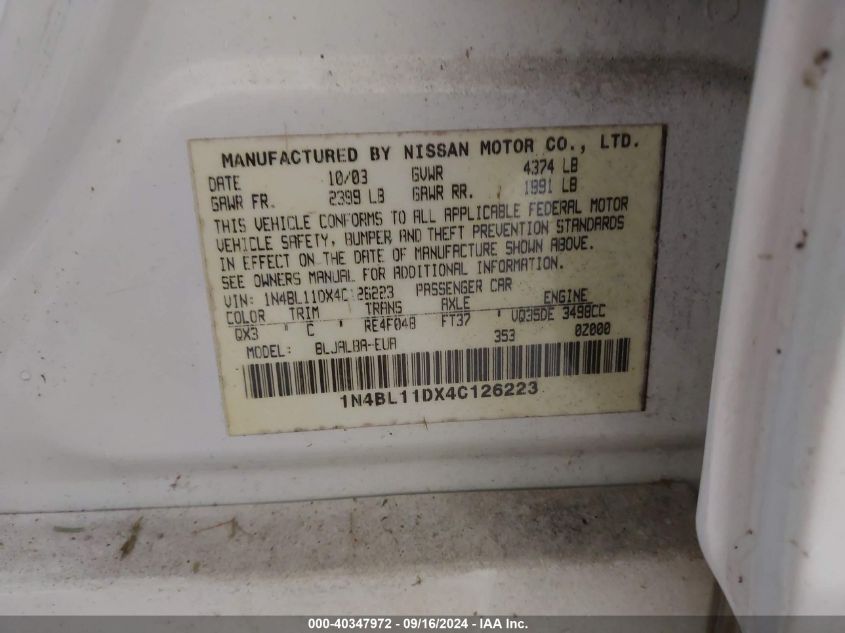 MANUFACTURED BY NISSAN MOTOR CO., LTD.
DATE 10/03 GVWR 4374 LB
GAWR FR. 2399 LB GAWR RR. 1991 LB
THIS VEHICLE CONFORMS TO ALL APPLICABLE FEDERAL MOTOR
VEHICLE SAFETY, BUMPER AND THEFT PREVENTION STANDARDS
IN EFFECT ON THE DATE OF MANUFACTURE SHOWN ABOVE.
SEE OWNERS MANUAL FOR ADDITIONAL INFORMATION.
VIN: 1N4BL11DX4C126223 PASSENGER CAR
COLOR TRIM TRANS AXLE ENGINE
QX3 " C ' RE4F04B FT37 ' VQ35DE 3498CC
MODEL: BLJALBA-EUA 353 0Z000
1N4BL11DX4C126223
000-40347972 - 09/16/2024 - IAA Inc.